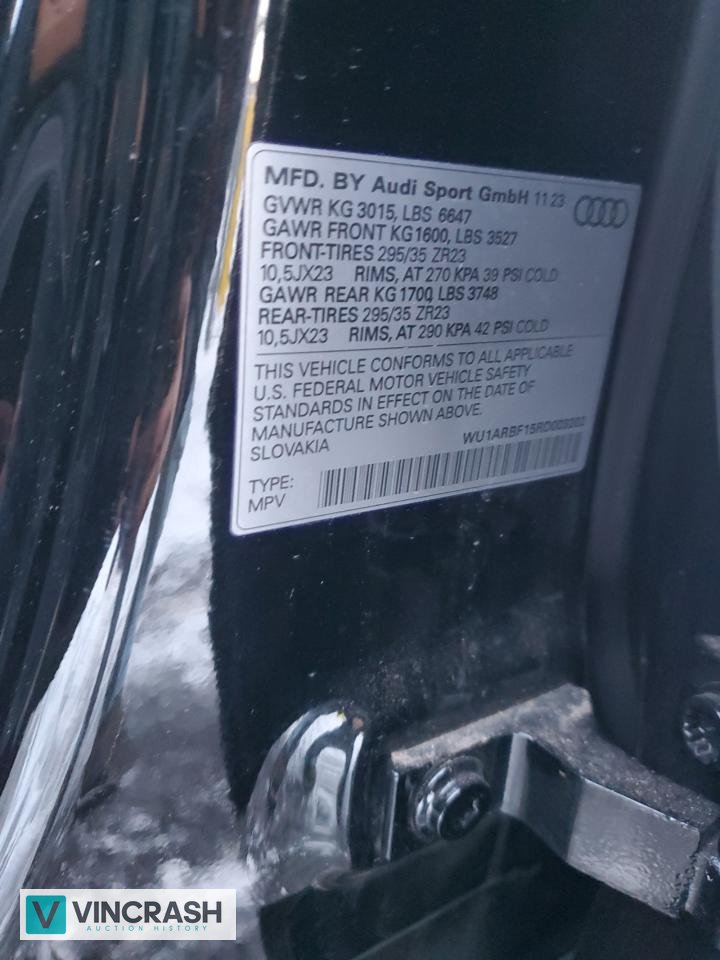 MFD. BY Audi Sport GmbH 11 23
GVWR KG 3015, LBS 6647
GAWR FRONT KG1600, LBS 3527
FRONT-TIRES 295/35 ZR23
10,5JX23 RIMS, AT 270 KPA 39 PSI COLD
GAWR REAR KG 1700, LBS 3748
REAR-TIRES 295/35 ZR23
10,5JX23 RIMS, AT 290 KPA 42 PSI COLD
THIS VEHICLE CONFORMS TO ALL APPLICABLE
U.S. FEDERAL MOTOR VEHICLE SAFETY
STANDARDS IN EFFECT ON THE DATE OF
MANUFACTURE SHOWN ABOVE.
SLOVAKIA
TYPE:
MPV
V VINCRASH
AUCTION HISTORY